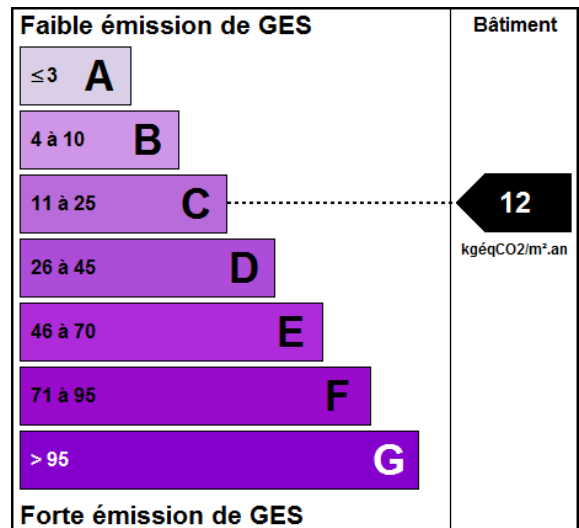 Faible émission de GES
Bâtiment
≤ 3 A
4 à 10 B
11 à 25 C
12
kgéqCO2/m².an
26 à 45 D
46 à 70 E
71 à 95 F
> 95 G
Forte émission de GES